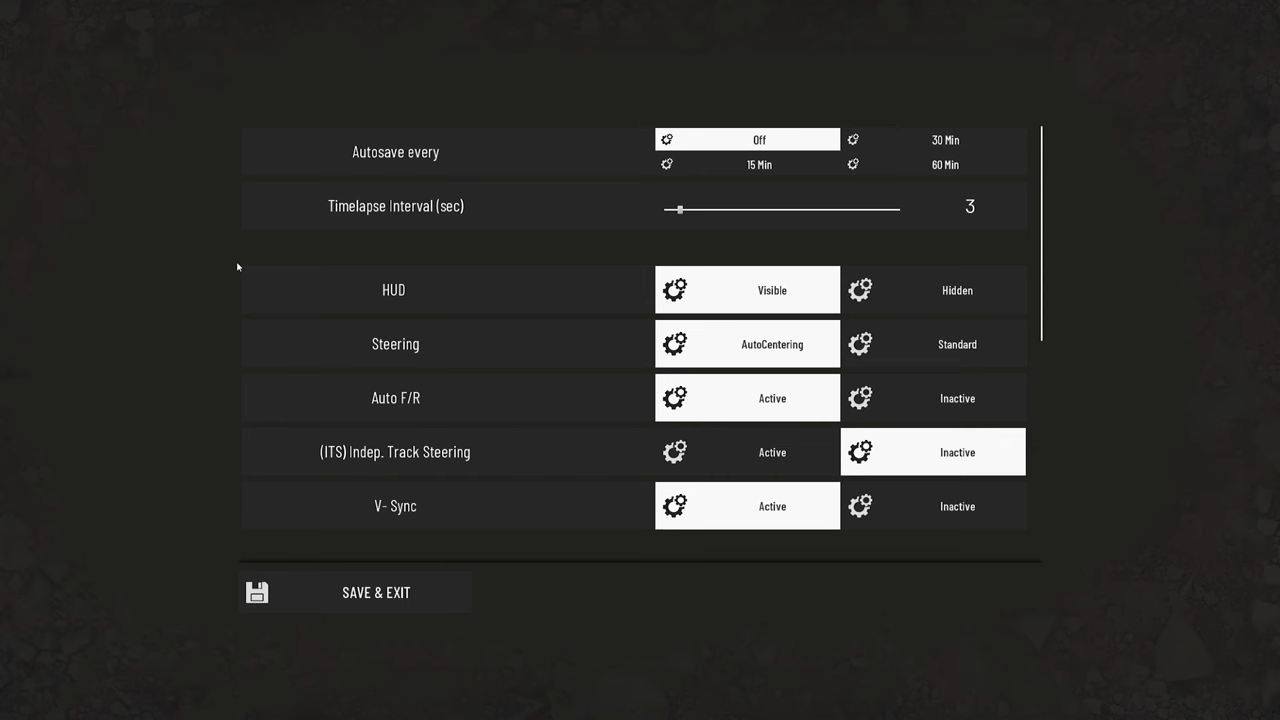 Autosave every
Off
30 Min
15 Min
60 Min
Timelapse Interval (sec)
3
HUD
Visible
Hidden
Steering
AutoCentering
Standard
Auto F/R
Active
Inactive
(ITS) Indep. Track Steering
Active
Inactive
V- Sync
Active
Inactive
SAVE & EXIT